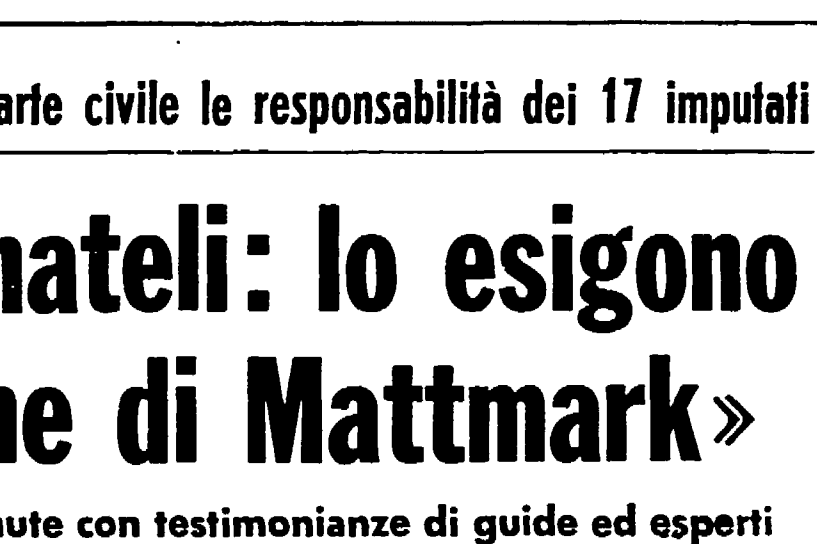 arte civile le responsabilità dei 17 imputati
nateli: lo esigono
ne di Mattmark»
nute con testimonianze di guide ed esperti